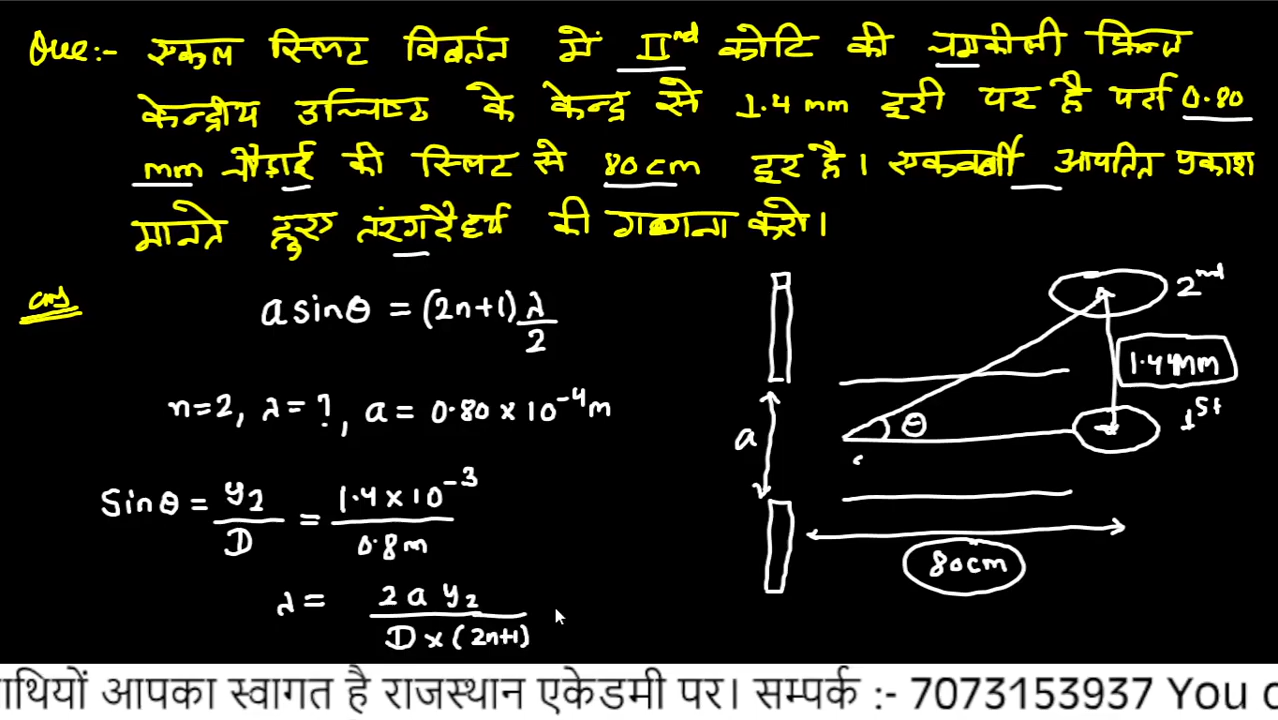 Que:- एकल स्लिट विवर्तन में IInd कोटि की चमकीली फ्रिन्ज
केन्द्रीय उच्चिष्ठ के केन्द्र से 1.4 mm दूरी पर है पर्दा 0.80
mm चौड़ाई की स्लिट से 80 cm दूर है। एकवर्णी आपतित प्रकाश
मानते हुए तरंगदैर्ध्य की गणना करो।
Ans
a sinθ = (2n+1) λ/2
n=2, λ=?, a = 0.80 × 10⁻⁴ m
Sinθ = y₂/D = 1.4 × 10⁻³/0.8m
λ = 2 a y₂/D × (2n+1)
2nd
1.44mm
1st
θ
a
80cm
ाथियों आपका स्वागत है राजस्थान एकेडमी पर। सम्पर्क :- 7073153937 You c